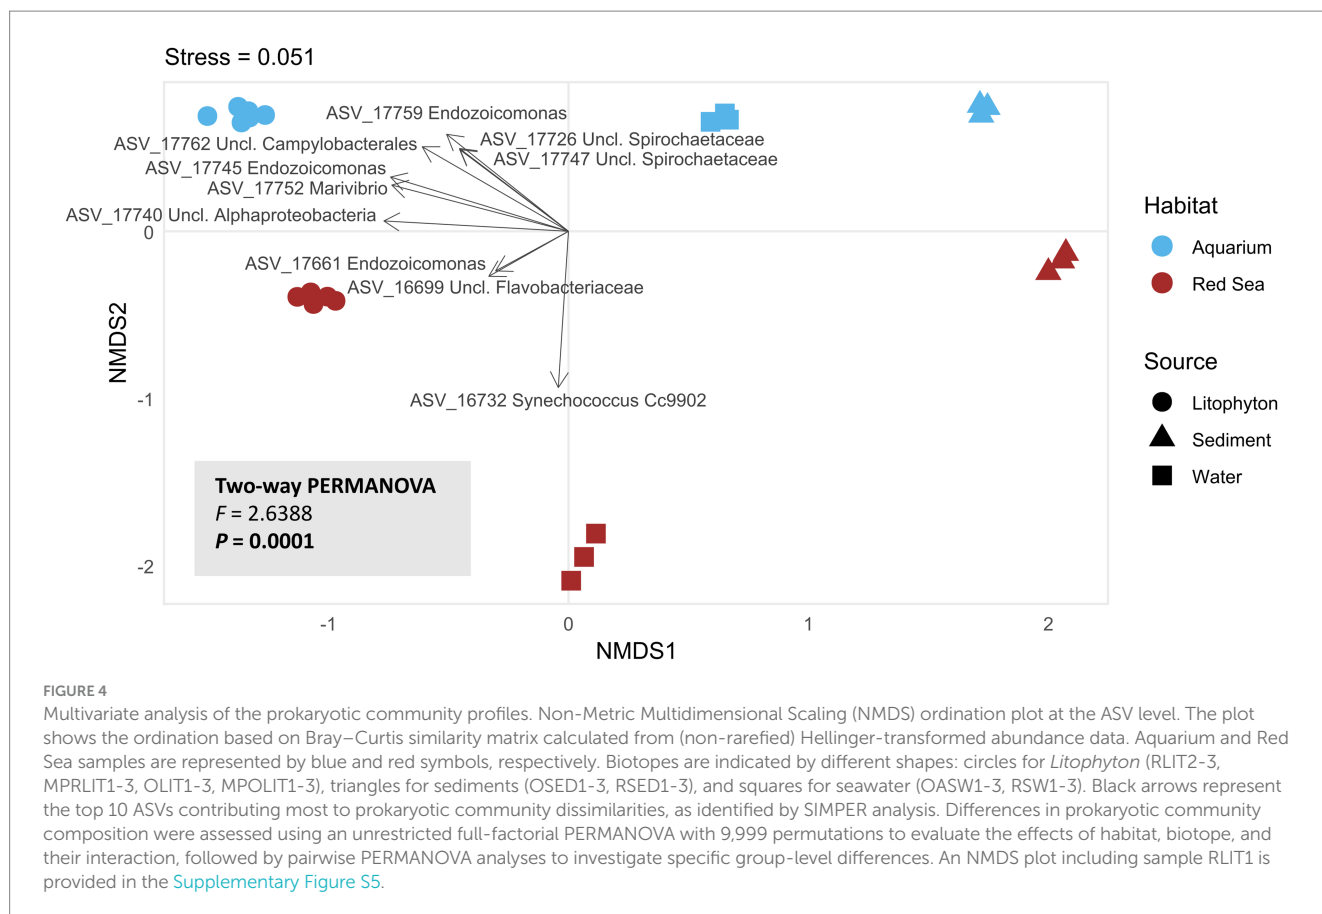 Stress = 0.051
ASV_17759 Endozoicomonas
ASV_17762 Uncl. Campylobacterales
ASV_17726 Uncl. Spirochaetaceae
ASV_17747 Uncl. Spirochaetaceae
ASV_17745 Endozoicomonas
ASV_17752 Marivibrio
ASV_17740 Uncl. Alphaproteobacteria
ASV_17661 Endozoicomonas
ASV_16699 Uncl. Flavobacteriaceae
ASV_16732 Synechococcus Cc9902
0
-1
-2
NMDS2
Two-way PERMANOVA
F = 2.6388
P = 0.0001
-1
0
1
2
NMDS1
Habitat
Aquarium
Red Sea
Source
Litophyton
Sediment
Water
FIGURE 4
Multivariate analysis of the prokaryotic community profiles. Non-Metric Multidimensional Scaling (NMDS) ordination plot at the ASV level. The plot
shows the ordination based on Bray–Curtis similarity matrix calculated from (non-rarefied) Hellinger-transformed abundance data. Aquarium and Red
Sea samples are represented by blue and red symbols, respectively. Biotopes are indicated by different shapes: circles for Litophyton (RLIT2-3,
MPRLIT1-3, OLIT1-3, MPOLIT1-3), triangles for sediments (OSED1-3, RSED1-3), and squares for seawater (OASW1-3, RSW1-3). Black arrows represent
the top 10 ASVs contributing most to prokaryotic community dissimilarities, as identified by SIMPER analysis. Differences in prokaryotic community
composition were assessed using an unrestricted full-factorial PERMANOVA with 9,999 permutations to evaluate the effects of habitat, biotope, and
their interaction, followed by pairwise PERMANOVA analyses to investigate specific group-level differences. An NMDS plot including sample RLIT1 is
provided in the Supplementary Figure S5.